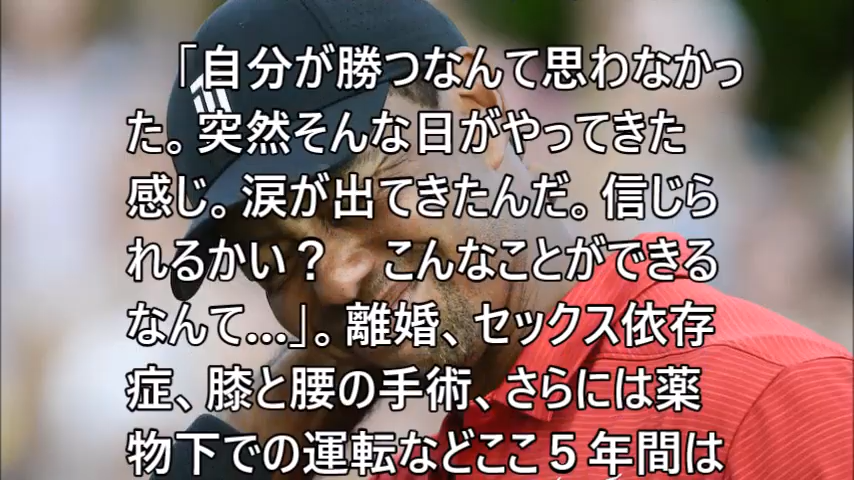 「自分が勝つなんて思わなかっ
た。突然そんな日がやってきた
感じ。涙が出てきたんだ。信じら
れるかい？　こんなことができる
なんて…」。離婚、セックス依存
症、膝と腰の手術、さらには薬
物下での運転などここ５年間は